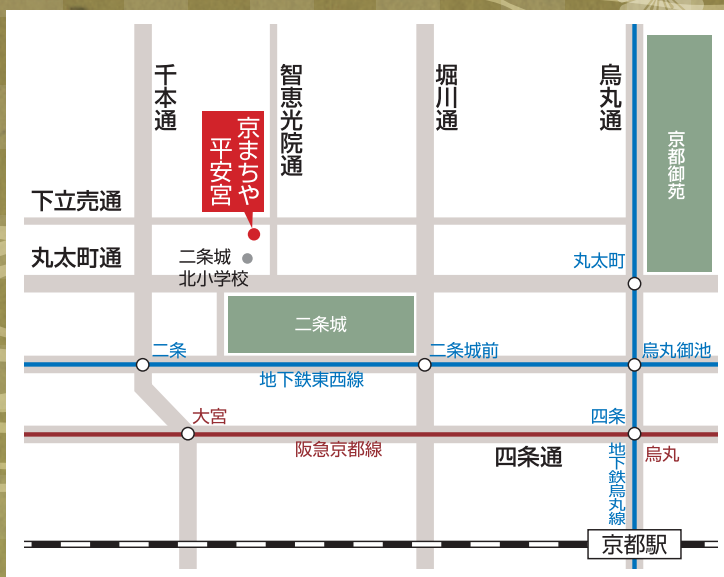 千本通
智恵光院通
堀川通
烏丸通
京まちや
平安宮
京都御苑
下立売通
丸太町通
二条城
北小学校
丸太町
二条城
二条
二条城前
烏丸御池
地下鉄東西線
大宮
四条
阪急京都線
四条通
烏丸
地下鉄烏丸線
京都駅